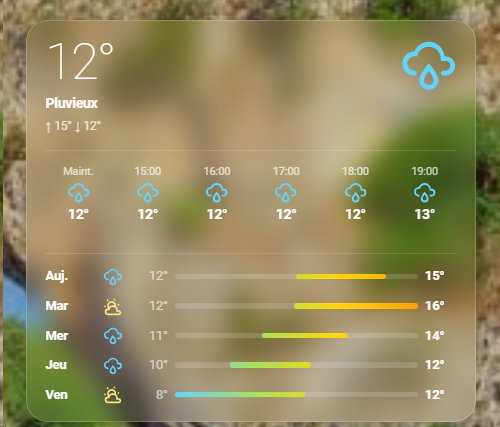 12°
Pluvieux
↑ 15° ↓ 12°
Maint. 15:00 16:00 17:00 18:00 19:00
12° 12° 12° 12° 12° 13°
Auj. 12° 15°
Mar 12° 16°
Mer 11° 14°
Jeu 10° 12°
Ven 8° 12°